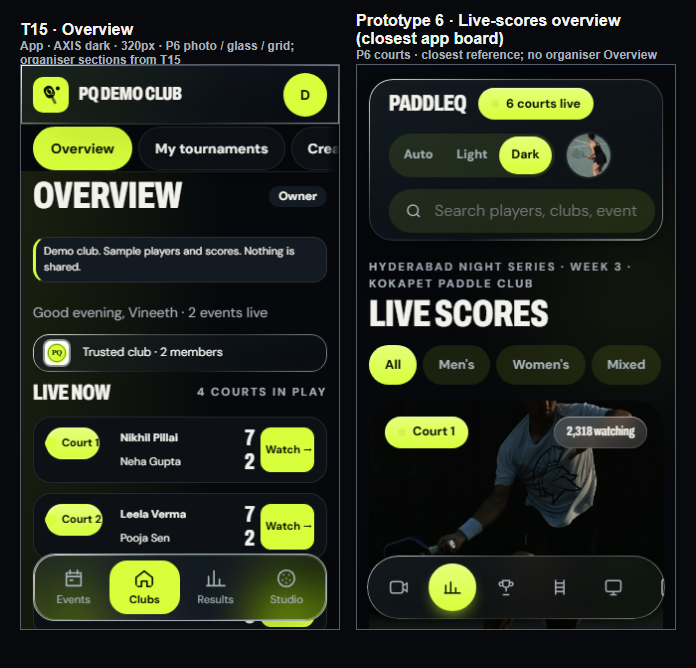 T15 · Overview
App · AXIS dark · 320px · P6 photo / glass / grid;
organiser sections from T15
PQ DEMO CLUB
D
Overview
My tournaments
Crea
OVERVIEW
Owner
Demo club. Sample players and scores. Nothing is
shared.
Good evening, Vineeth · 2 events live
PQ
Trusted club · 2 members
LIVE NOW
4 COURTS IN PLAY
Court 1
Nikhil Pillai
7
Neha Gupta
2
Watch →
Court 2
Leela Verma
7
Pooja Sen
2
Watch →
Events
Clubs
Results
Studio
Prototype 6 · Live-scores overview
(closest app board)
P6 courts · closest reference; no organiser Overview
PADDLEQ
6 courts live
Auto
Light
Dark
Search players, clubs, event
HYDERABAD NIGHT SERIES · WEEK 3 ·
KOKAPET PADDLE CLUB
LIVE SCORES
All
Men's
Women's
Mixed
Court 1
2,318 watching